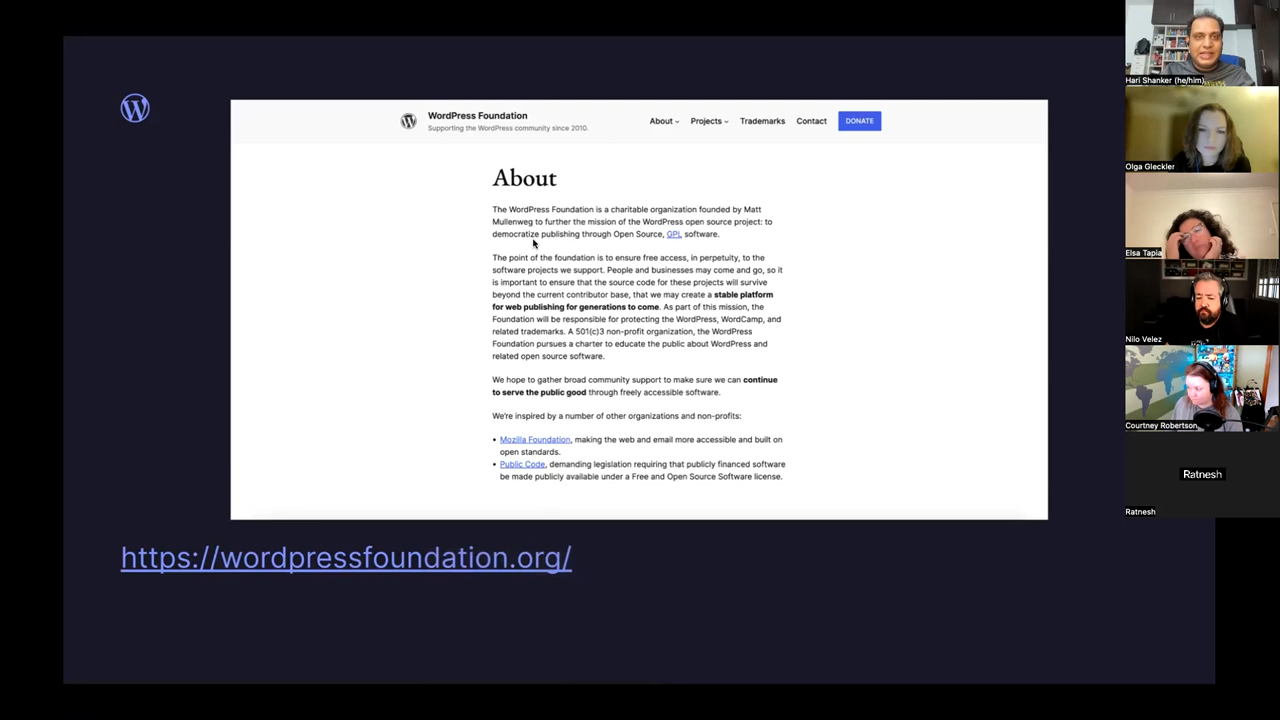 WordPress Foundation
Supporting the WordPress community since 2010.
About
Projects
Trademarks
Contact
DONATE
About
The WordPress Foundation is a charitable organization founded by Matt
Mullenweg to further the mission of the WordPress open source project: to
democratize publishing through Open Source, GPL software.
The point of the foundation is to ensure free access, in perpetuity, to the
software projects we support. People and businesses may come and go, so it
is important to ensure that the source code for these projects will survive
beyond the current contributor base, that we may create a stable platform
for web publishing for generations to come. As part of this mission, the
Foundation will be responsible for protecting the WordPress, WordCamp, and
related trademarks. A 501(c)3 non-profit organization, the WordPress
Foundation pursues a charter to educate the public about WordPress and
related open source software.
We hope to gather broad community support to make sure we can continue
to serve the public good through freely accessible software.
We're inspired by a number of other organizations and non-profits:
• Mozilla Foundation, making the web and email more accessible and built on
open standards.
• Public Code, demanding legislation requiring that publicly financed software
be made publicly available under a Free and Open Source Software license.
https://wordpressfoundation.org/
Hari Shanker (he/him)
Olga Gleckler
Elsa Tapia
Nilo Velez
Courtney Robertson
Ratnesh
Ratnesh